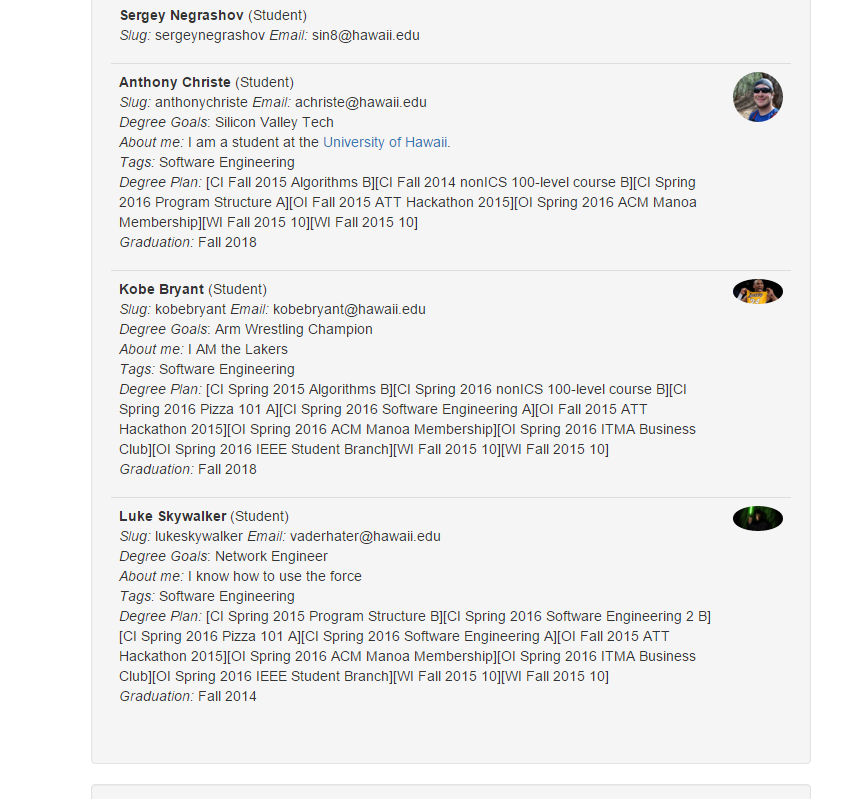 Sergey Negrashov (Student)
Slug: sergeynegrashov Email: sin8@hawaii.edu
Anthony Christe (Student)
Slug: anthonychriste Email: achriste@hawaii.edu
Degree Goals: Silicon Valley Tech
About me: I am a student at the University of Hawaii.
Tags: Software Engineering
Degree Plan: [CI Fall 2015 Algorithms B][CI Fall 2014 nonICS 100-level course B][CI Spring
2016 Program Structure A][OI Fall 2015 ATT Hackathon 2015][OI Spring 2016 ACM Manoa
Membership][WI Fall 2015 10][WI Fall 2015 10]
Graduation: Fall 2018
Kobe Bryant (Student)
Slug: kobebryant Email: kobebryant@hawaii.edu
Degree Goals: Arm Wrestling Champion
About me: I AM the Lakers
Tags: Software Engineering
Degree Plan: [CI Spring 2015 Algorithms B][CI Spring 2016 nonICS 100-level course B][CI
Spring 2016 Pizza 101 A][CI Spring 2016 Software Engineering A][OI Fall 2015 ATT
Hackathon 2015][OI Spring 2016 ACM Manoa Membership][OI Spring 2016 ITMA Business
Club][OI Spring 2016 IEEE Student Branch][WI Fall 2015 10][WI Fall 2015 10]
Graduation: Fall 2018
Luke Skywalker (Student)
Slug: lukeskywalker Email: vaderhater@hawaii.edu
Degree Goals: Network Engineer
About me: I know how to use the force
Tags: Software Engineering
Degree Plan: [CI Spring 2015 Program Structure B][CI Spring 2016 Software Engineering 2 B]
[CI Spring 2016 Pizza 101 A][CI Spring 2016 Software Engineering A][OI Fall 2015 ATT
Hackathon 2015][OI Spring 2016 ACM Manoa Membership][OI Spring 2016 ITMA Business
Club][OI Spring 2016 IEEE Student Branch][WI Fall 2015 10][WI Fall 2015 10]
Graduation: Fall 2014